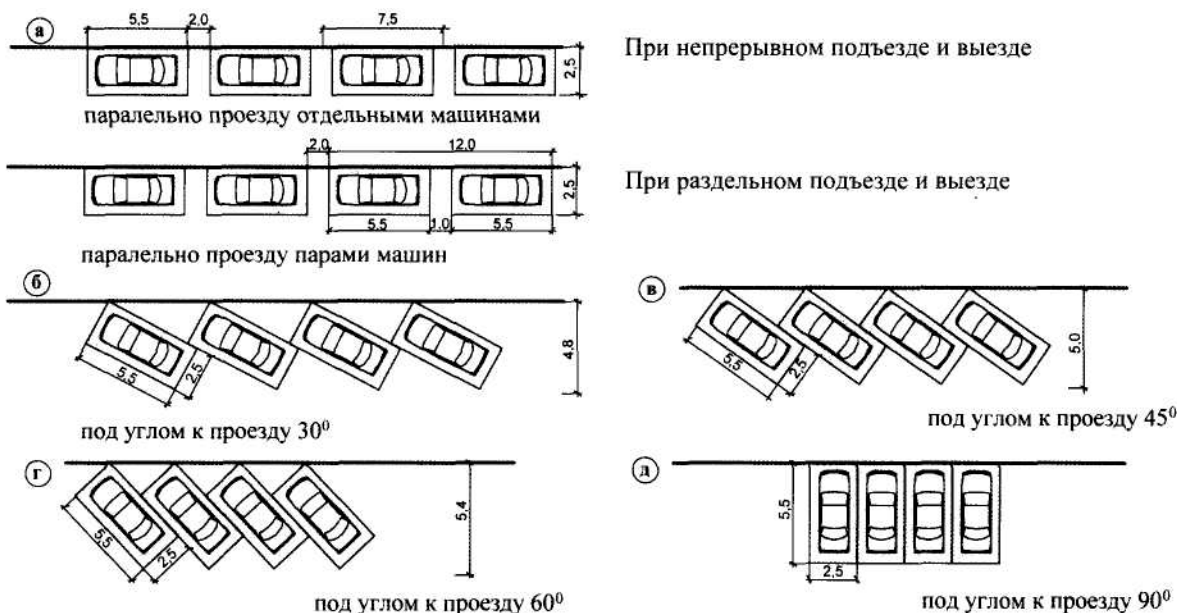 а
5,5 2,0 7,5
2,5
При непрерывном подъезде и выезде
паралельно проезду отдельными машинами
2,0 12,0
2,5
При раздельном подъезде и выезде
5,5 1,0 5,5
паралельно проезду парами машин
б
5,5 2,5
4,8
под углом к проезду 30⁰
в
5,5 2,5
5,0
под углом к проезду 45⁰
г
5,5 2,5
5,4
под углом к проезду 60⁰
д
5,5
2,5
под углом к проезду 90⁰